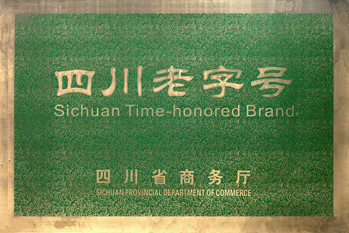 四川老字号
Sichuan Time-honored Brand
四川省商务厅
SICHUAN PROVINCIAL DEPARTMENT OF COMMERCE